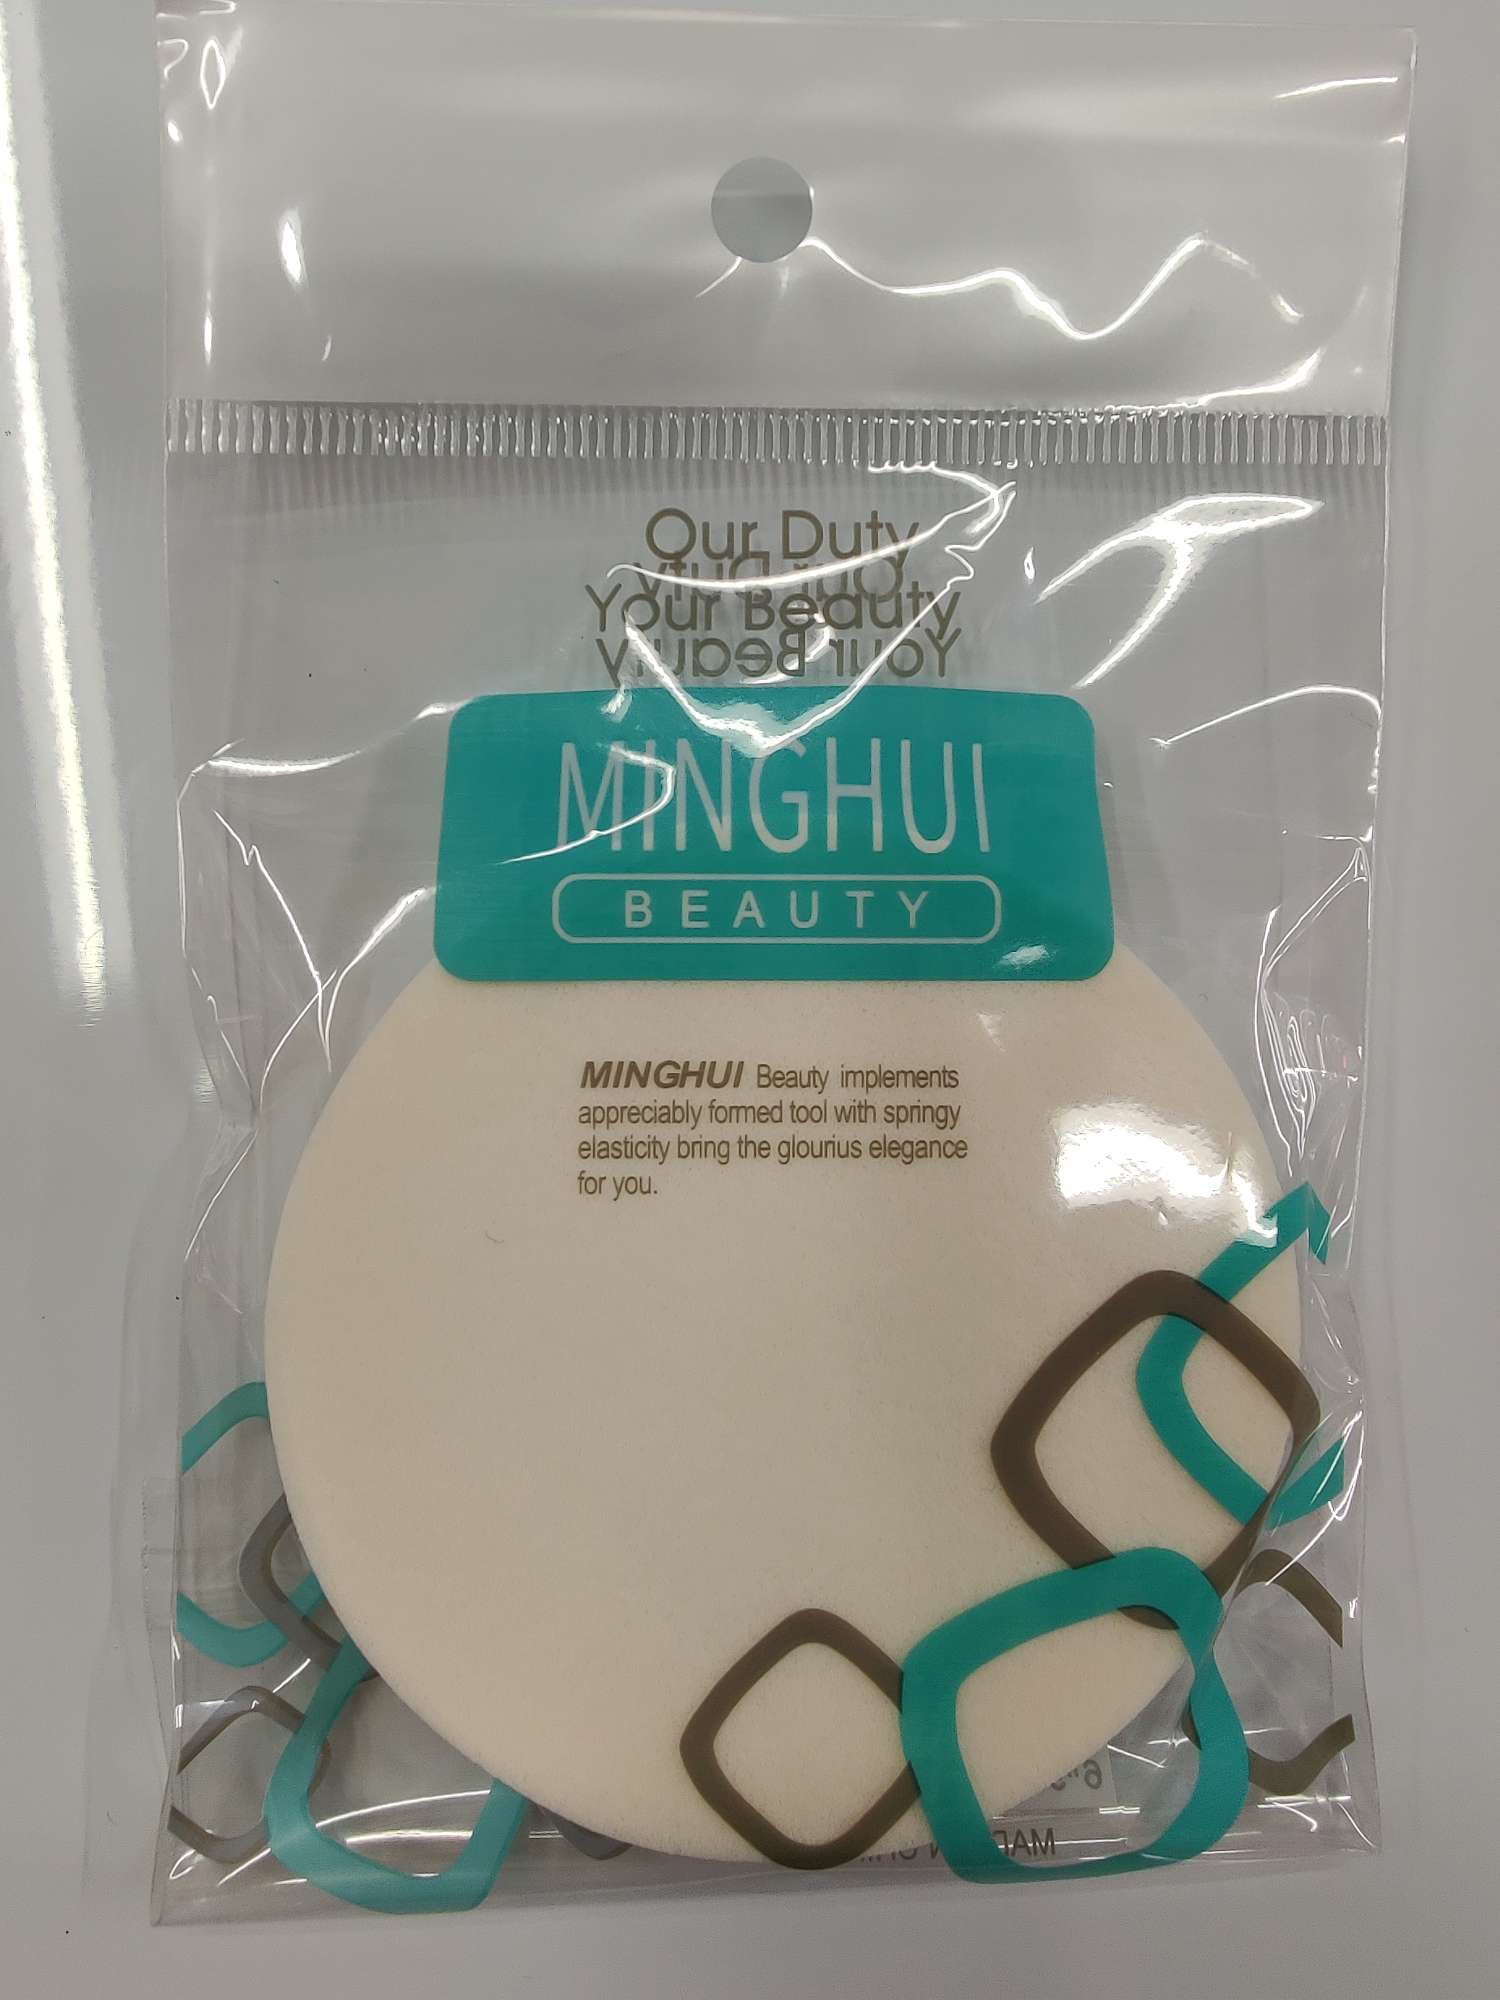 Our Duty
Your Beauty
MINGHUI
BEAUTY
MINGHUI Beauty implements
appreciably formed tool with springy
elasticity bring the glourius elegance
for you.